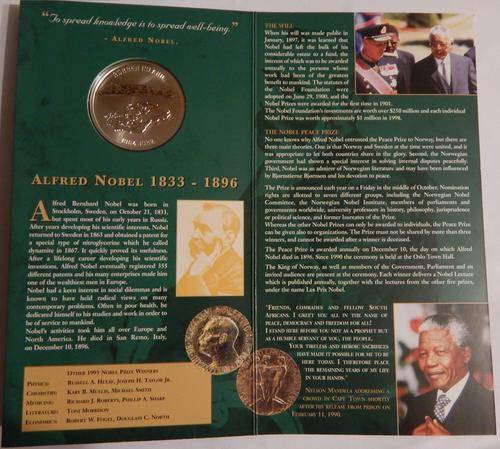 "To spread knowledge is to spread well-being."
- ALFRED NOBEL.
ALFRED NOBEL 1833 - 1896
Alfred Bernhard Nobel was born in
Stockholm, Sweden, on October 21, 1833,
but spent most of his early years in Russia.
After years developing his scientific interests, Nobel
returned to Sweden in 1863 and obtained a patent for
a special type of nitroglycerine which he called
dynamite in 1867. It quickly proved its usefulness.
After a lifelong career developing his scientific
inventions, Alfred Nobel eventually registered 355
different patents and his many enterprises made him
one of the wealthiest men in Europe.
Nobel had a keen interest in social dilemmas and is
known to have held radical views on many
contemporary problems. Often in poor health, he
dedicated himself to his studies and work in order to
be of service to mankind.
Nobel's activities took him all over Europe and
North America. He died in San Remo, Italy,
on December 10, 1896.
OTHER 1993 NOBEL PRIZE WINNERS
PHYSICS: RUSSELL A. HULSE, JOSEPH H. TAYLOR JR.
CHEMISTRY: KARY B. MULLIS, MICHAEL SMITH
MEDICINE: RICHARD J. ROBERTS, PHILLIP A. SHARP
LITERATURE: TONI MORRISON
ECONOMICS: ROBERT W. FOGEL, DOUGLASS C. NORTH
THE WILL
When his will was made public in
January, 1897, it was learned that
Nobel had left the bulk of his
considerable estate to a fund, the
interest of which was to be awarded
annually to the persons whose
work had been of the greatest
benefit to mankind. The statutes of
the Nobel Foundation were
adopted on June 29, 1900, and the
Nobel Prizes were awarded for the first time in 1901.
The Nobel Foundation's investments are worth over $250 million and each individual
Nobel Prize was worth approximately $1 million in 1998.
THE NOBEL PEACE PRIZE
No one knows why Alfred Nobel entrusted the Peace Prize to Norway, but there are
three main theories. One is that Norway and Sweden at the time were united, and it
was appropriate to let both countries share in the glory. Second, the Norwegian
government had shown a special interest in solving internal disputes peacefully.
Third, Nobel was an admirer of Norwegian literature and may have been influenced
by Bjørnstjerne Bjørnson and his devotion to peace.
The Prize is announced each year on a Friday in the middle of October. Nomination
rights are allotted to seven different groups, including the Norwegian Nobel
Committee, the Norwegian Nobel Institute, members of parliaments and
governments worldwide, university professors in history, philosophy, jurisprudence
or political science, and former laureates of the Prize.
Whereas the other Nobel Prizes can only be awarded to individuals, the Peace Prize
can be given also to organizations. The Prize must not be shared by more than three
winners, and cannot be awarded after a winner is deceased.
The Peace Prize is awarded annually on December 10, the day on which Alfred
Nobel died in 1896. Since 1990 the ceremony is held at the Oslo Town Hall.
The King of Norway, as well as members of the Government, Parliament and an
invited audience are present at the ceremony. Each winner delivers a Nobel Lecture
which is published annually, together with the lectures from the other five prizes,
under the name Les Prix Nobel.
"FRIENDS, COMRADES AND FELLOW SOUTH
AFRICANS. I GREET YOU ALL IN THE NAME OF
PEACE, DEMOCRACY AND FREEDOM FOR ALL!
I STAND HERE BEFORE YOU NOT AS A PROPHET BUT
AS A HUMBLE SERVANT OF YOU, THE PEOPLE.
YOUR TIRELESS AND HEROIC SACRIFICES
HAVE MADE IT POSSIBLE FOR ME TO BE
HERE TODAY. I THEREFORE PLACE
THE REMAINING YEARS OF MY LIFE
IN YOUR HANDS."
NELSON MANDELA ADDRESSING A
CROWD IN CAPE TOWN SHORTLY
AFTER HIS RELEASE FROM PRISON ON
FEBRUARY 11, 1990.